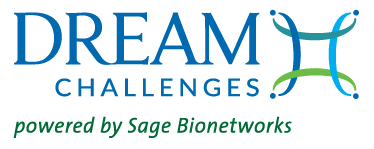 DREAM
CHALLENGES
powered by Sage Bionetworks